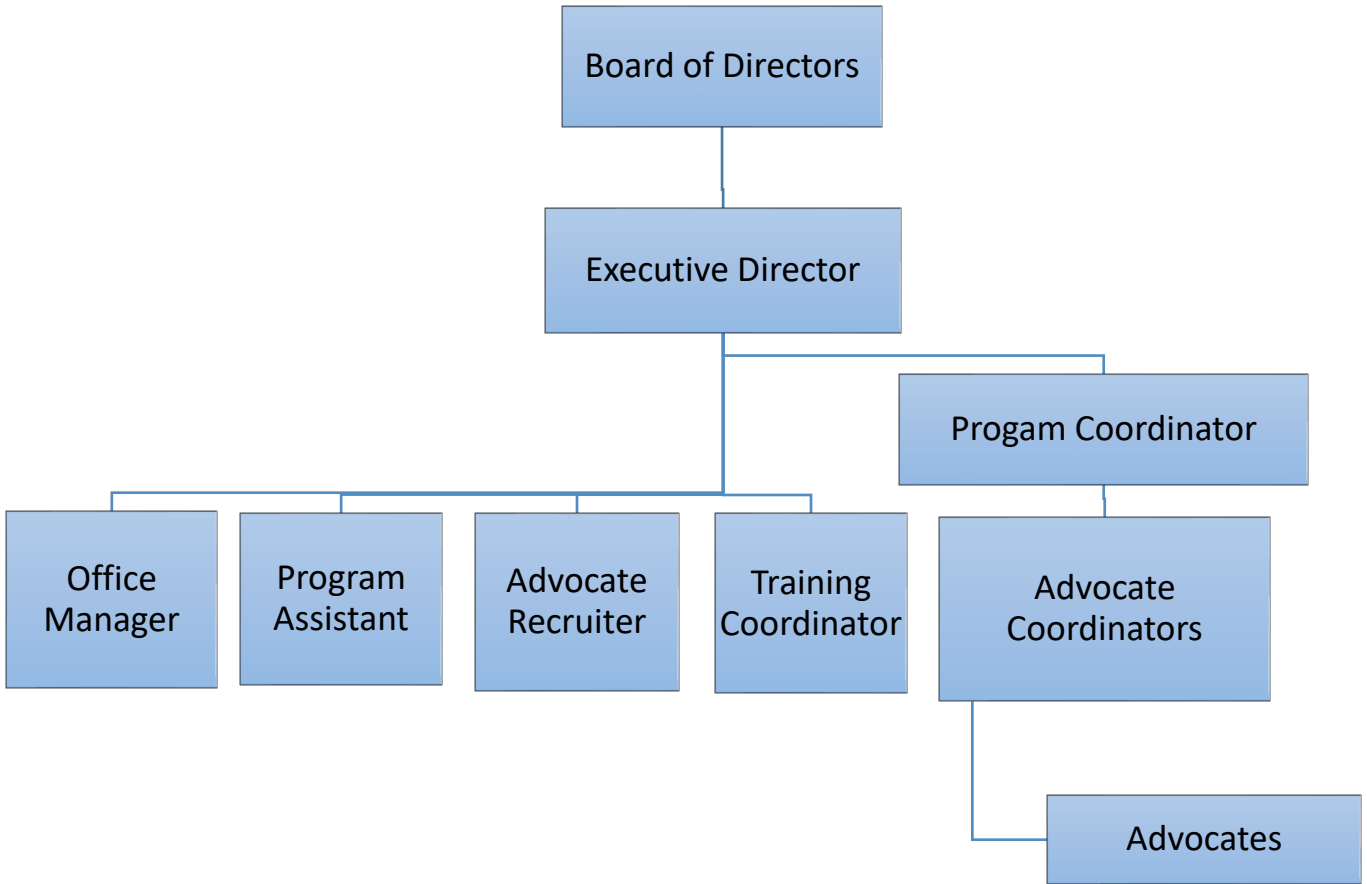 Board of Directors
Executive Director
Progam Coordinator
Office
Manager
Program
Assistant
Advocate
Recruiter
Training
Coordinator
Advocate
Coordinators
Advocates